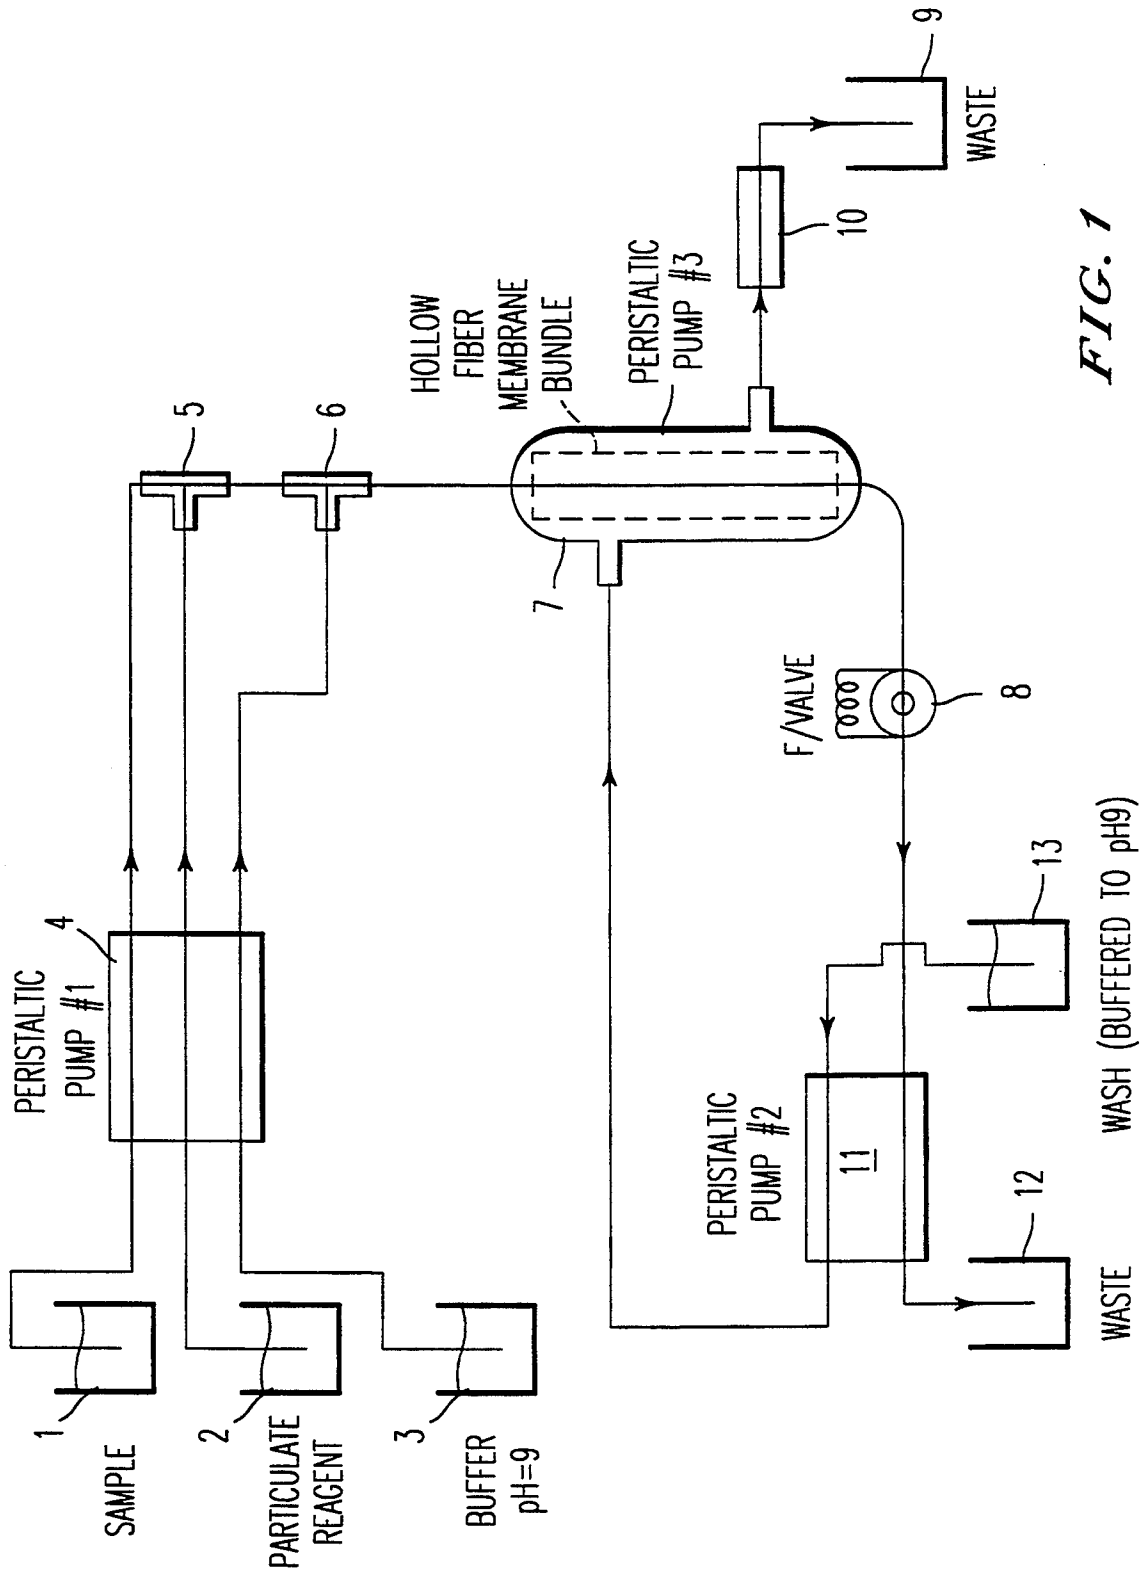 1
SAMPLE
2
PARTICULATE
REAGENT
3
BUFFER
pH=9
PERISTALTIC
PUMP #1
4
5
6
HOLLOW
FIBER
MEMBRANE
BUNDLE
PERISTALTIC
PUMP #3
7
10
9
WASTE
F/VALVE
8
PERISTALTIC
PUMP #2
11
12
WASTE
13
WASH (BUFFERED TO pH9)
FIG. 1